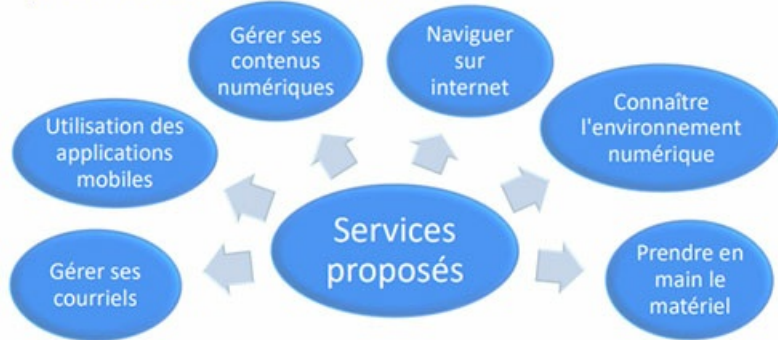 Gérer ses
contenus
numériques
Naviguer
sur
internet
Connaître
l'environnement
numérique
Utilisation des
applications
mobiles
Services
proposés
Gérer ses
courriels
Prendre en
main le
matériel